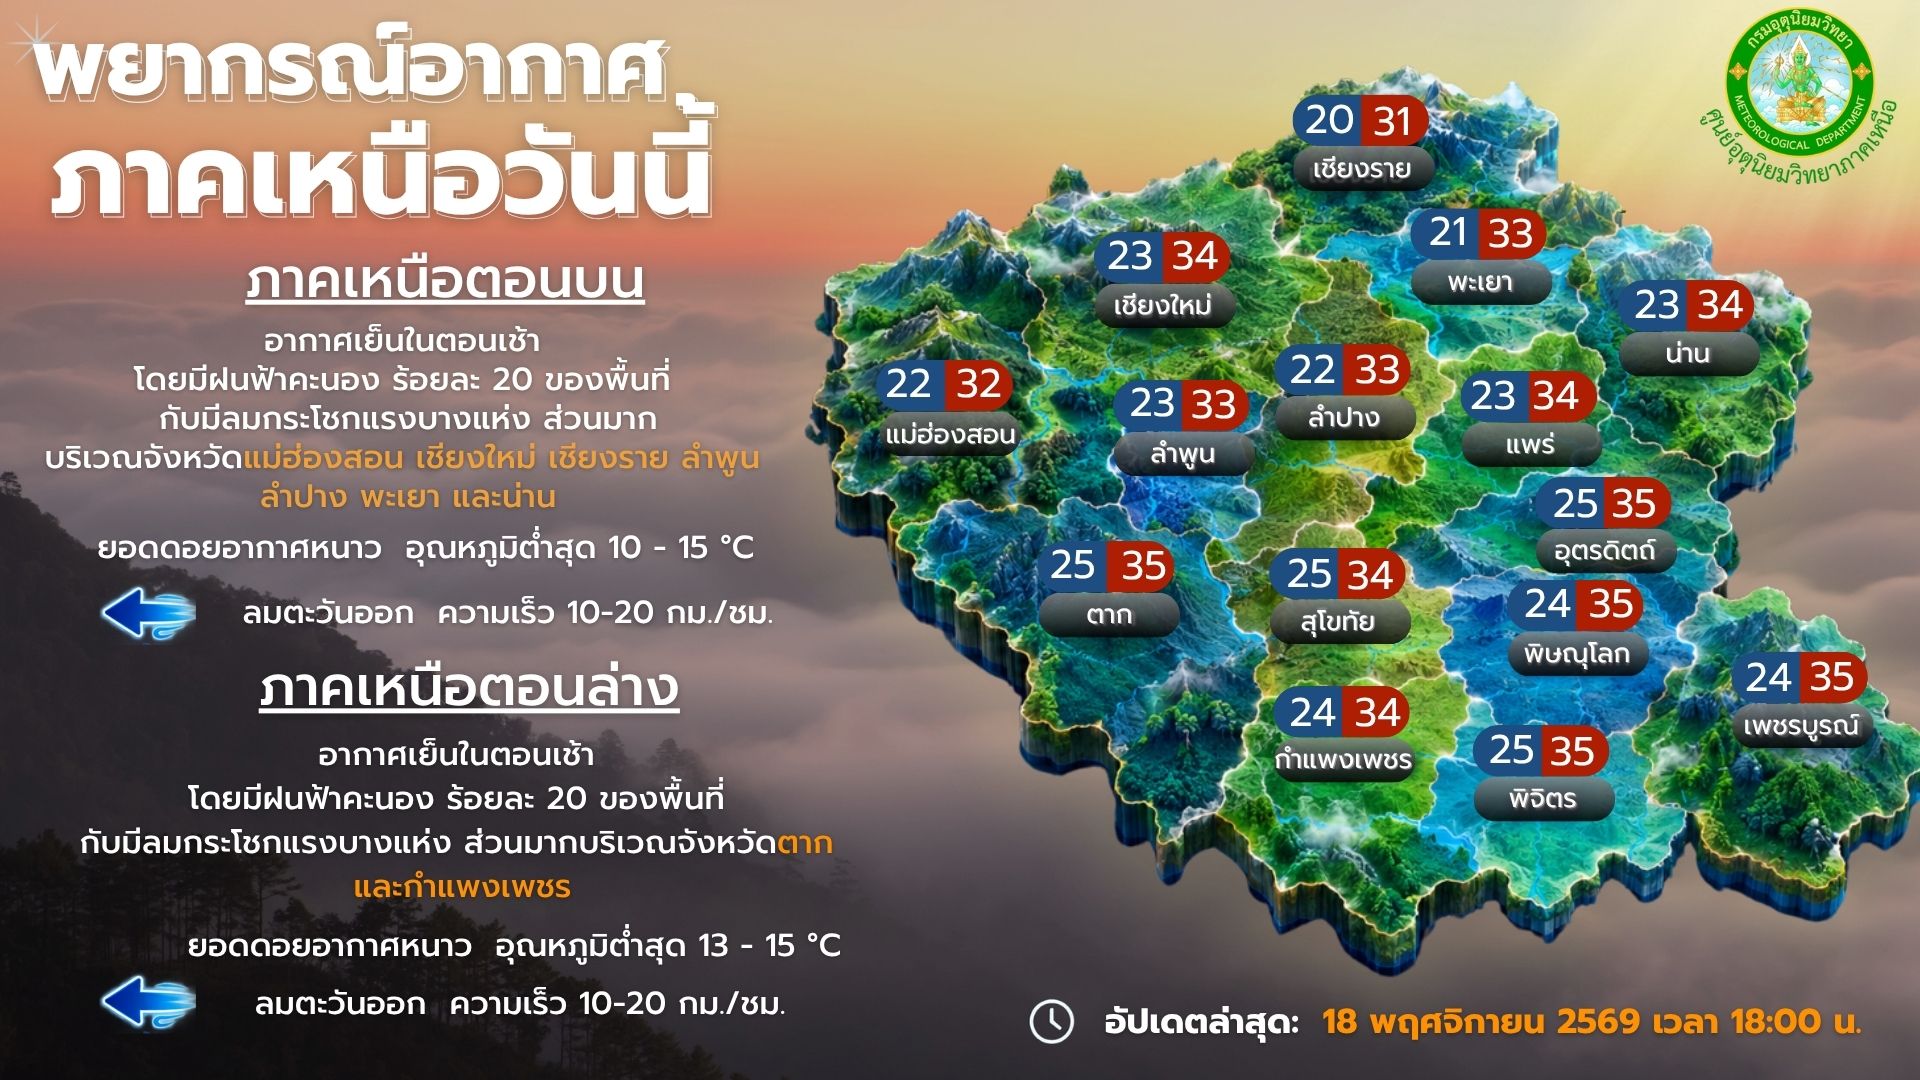 พยากรณ์อากาศ
ภาคเหนือวันนี้
ภาคเหนือตอนบน
อากาศเย็นในตอนเช้า
โดยมีฝนฟ้าคะนอง ร้อยละ 20 ของพื้นที่
กับมีลมกระโชกแรงบางแห่ง ส่วนมาก
บริเวณจังหวัดแม่ฮ่องสอน เชียงใหม่ เชียงราย ลำพูน
ลำปาง พะเยา และน่าน
ยอดดอยอากาศหนาว อุณหภูมิต่ำสุด 10 - 15 °C
ลมตะวันออก ความเร็ว 10-20 กม./ชม.
ภาคเหนือตอนล่าง
อากาศเย็นในตอนเช้า
โดยมีฝนฟ้าคะนอง ร้อยละ 20 ของพื้นที่
กับมีลมกระโชกแรงบางแห่ง ส่วนมากบริเวณจังหวัดตาก
และกำแพงเพชร
ยอดดอยอากาศหนาว อุณหภูมิต่ำสุด 13 - 15 °C
ลมตะวันออก ความเร็ว 10-20 กม./ชม.
กรมอุตุนิยมวิทยา
METEOROLOGICAL DEPARTMENT
ศูนย์อุตุนิยมวิทยาภาคเหนือ
20 31
เชียงราย
21 33
พะเยา
23 34
เชียงใหม่
23 34
น่าน
22 32
แม่ฮ่องสอน
23 33
ลำพูน
22 33
ลำปาง
23 34
แพร่
25 35
อุตรดิตถ์
25 35
ตาก
25 34
สุโขทัย
24 35
พิษณุโลก
24 35
เพชรบูรณ์
24 34
กำแพงเพชร
25 35
พิจิตร
อัปเดตล่าสุด: 18 พฤศจิกายน 2569 เวลา 18:00 น.